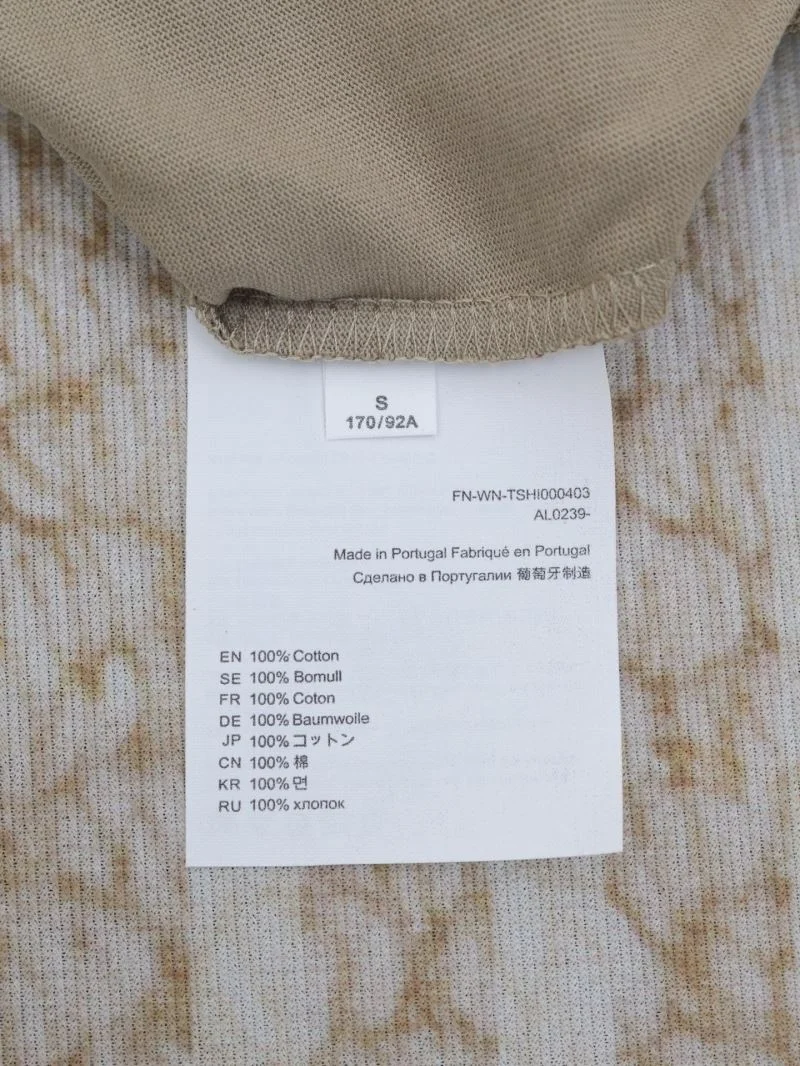 S
170/92A
FN-WN-TSHI000403
AL0239-
Made in Portugal Fabriqué en Portugal
Сделано в Португалии 葡萄牙制造
EN 100% Cotton
SE 100% Bomull
FR 100% Coton
DE 100% Baumwolle
JP 100% コットン
CN 100% 棉
KR 100% 면
RU 100% хлопок